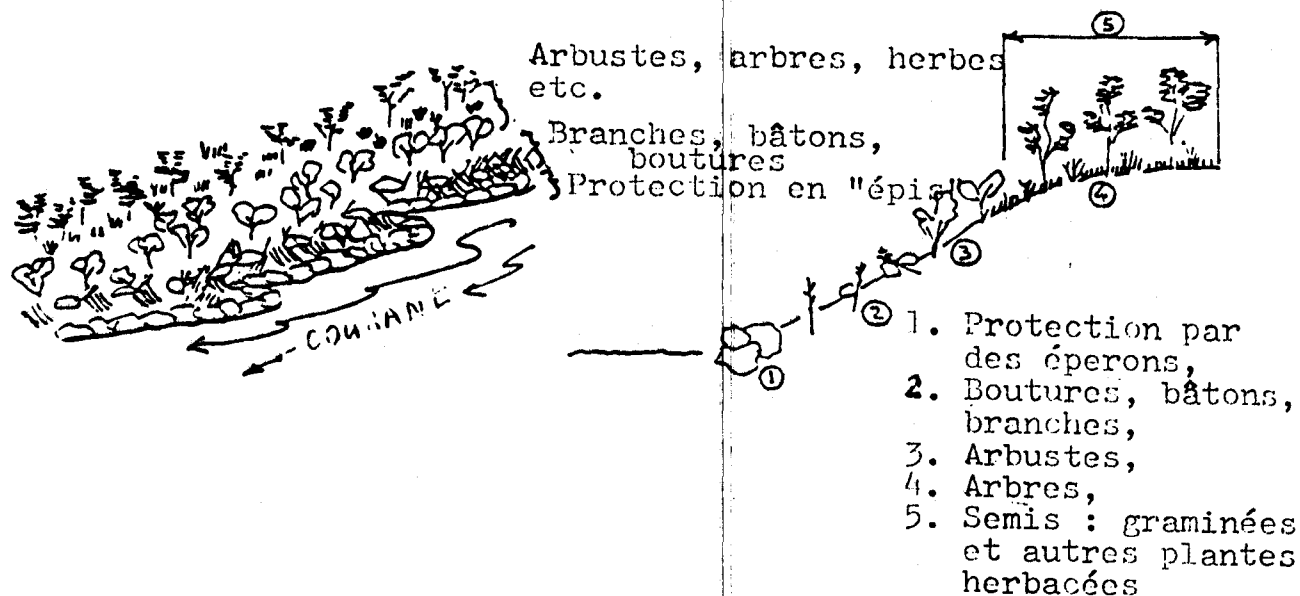 Arbustes, arbres, herbes
etc.
Branches, bâtons,
boutures
Protection en "épis"
5
4
3
2
1
1. Protection par
des éperons,
2. Boutures, bâtons,
branches,
3. Arbustes,
4. Arbres,
5. Semis : graminées
et autres plantes
herbacées